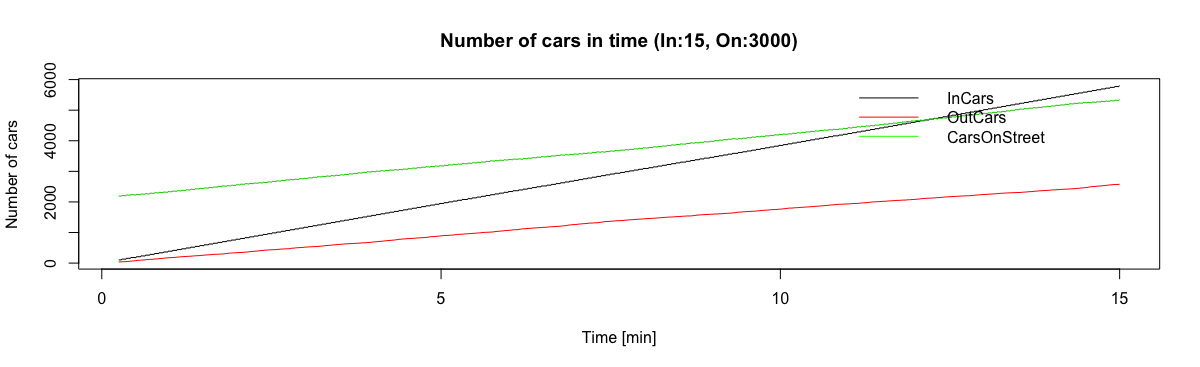 Number of cars in time (In:15, On:3000)
Number of cars
6000
4000
2000
0
InCars
OutCars
CarsOnStreet
0 5 10 15
Time [min]